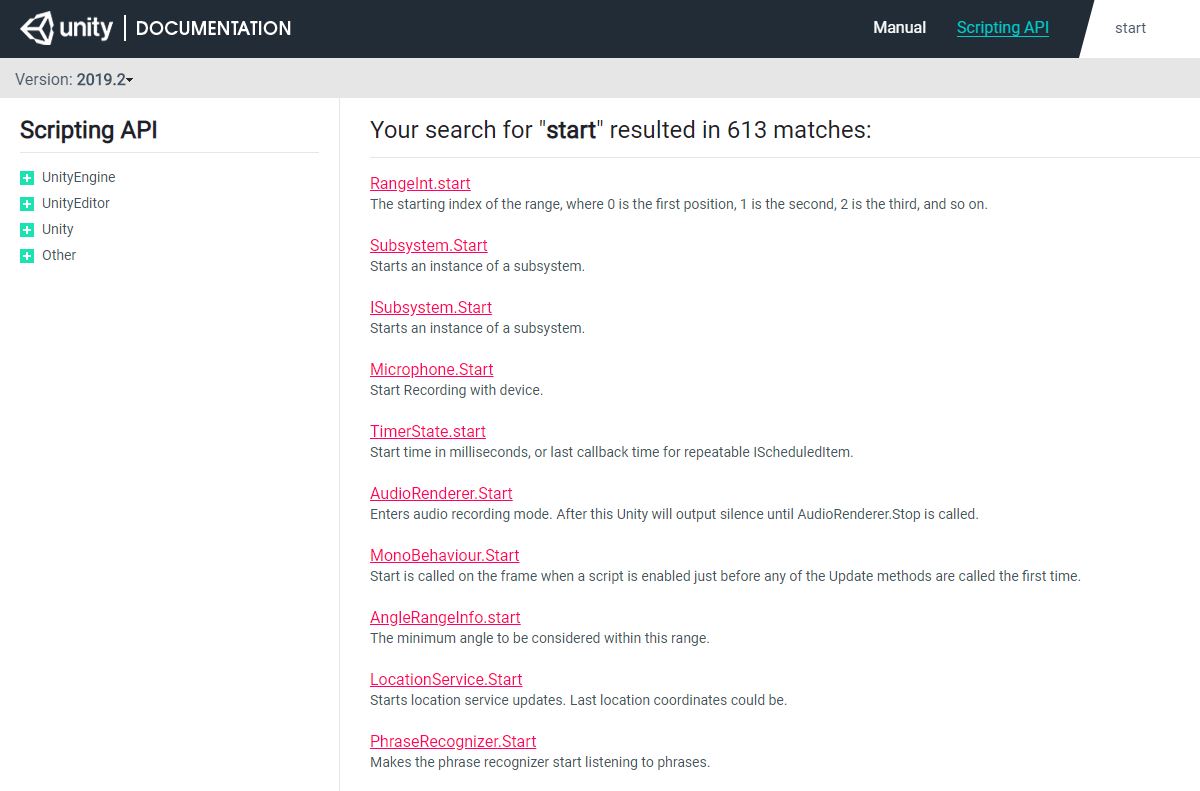 unity | DOCUMENTATION
Manual
Scripting API
start
Version: 2019.2
Scripting API
UnityEngine
UnityEditor
Unity
Other
Your search for "start" resulted in 613 matches:
RangeInt.start
The starting index of the range, where 0 is the first position, 1 is the second, 2 is the third, and so on.
Subsystem.Start
Starts an instance of a subsystem.
ISubsystem.Start
Starts an instance of a subsystem.
Microphone.Start
Start Recording with device.
TimerState.start
Start time in milliseconds, or last callback time for repeatable IScheduledItem.
AudioRenderer.Start
Enters audio recording mode. After this Unity will output silence until AudioRenderer.Stop is called.
MonoBehaviour.Start
Start is called on the frame when a script is enabled just before any of the Update methods are called the first time.
AngleRangeInfo.start
The minimum angle to be considered within this range.
LocationService.Start
Starts location service updates. Last location coordinates could be.
PhraseRecognizer.Start
Makes the phrase recognizer start listening to phrases.